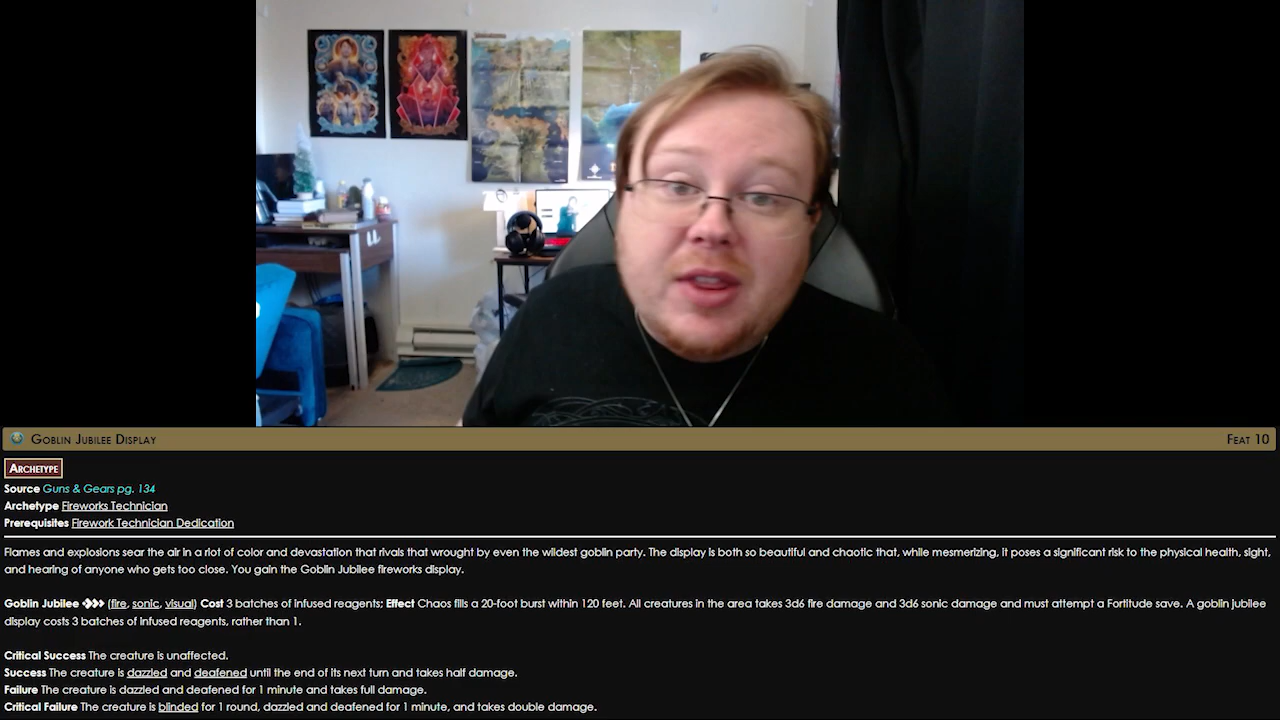 Goblin Jubilee Display Feat 10
Archetype
Source Guns & Gears pg. 134
Archetype Fireworks Technician
Prerequisites Firework Technician Dedication
Flames and explosions sear the air in a riot of color and devastation that rivals that wrought by even the wildest goblin party. The display is both so beautiful and chaotic that, while mesmerizing, it poses a significant risk to the physical health, sight,
and hearing of anyone who gets too close. You gain the Goblin Jubilee fireworks display.
Goblin Jubilee (fire, sonic, visual) Cost 3 batches of infused reagents; Effect Chaos fills a 20-foot burst within 120 feet. All creatures in the area takes 3d6 fire damage and 3d6 sonic damage and must attempt a Fortitude save. A goblin jubilee
display costs 3 batches of infused reagents, rather than 1.
Critical Success The creature is unaffected.
Success The creature is dazzled and deafened until the end of its next turn and takes half damage.
Failure The creature is dazzled and deafened for 1 minute and takes full damage.
Critical Failure The creature is blinded for 1 round, dazzled and deafened for 1 minute, and takes double damage.